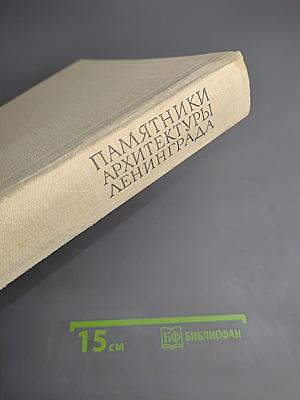 ПАМЯТНИКИ
АРХИТЕКТУРЫ
ЛЕНИНГРАДА
15 см
БФ БИБЛИОФАН